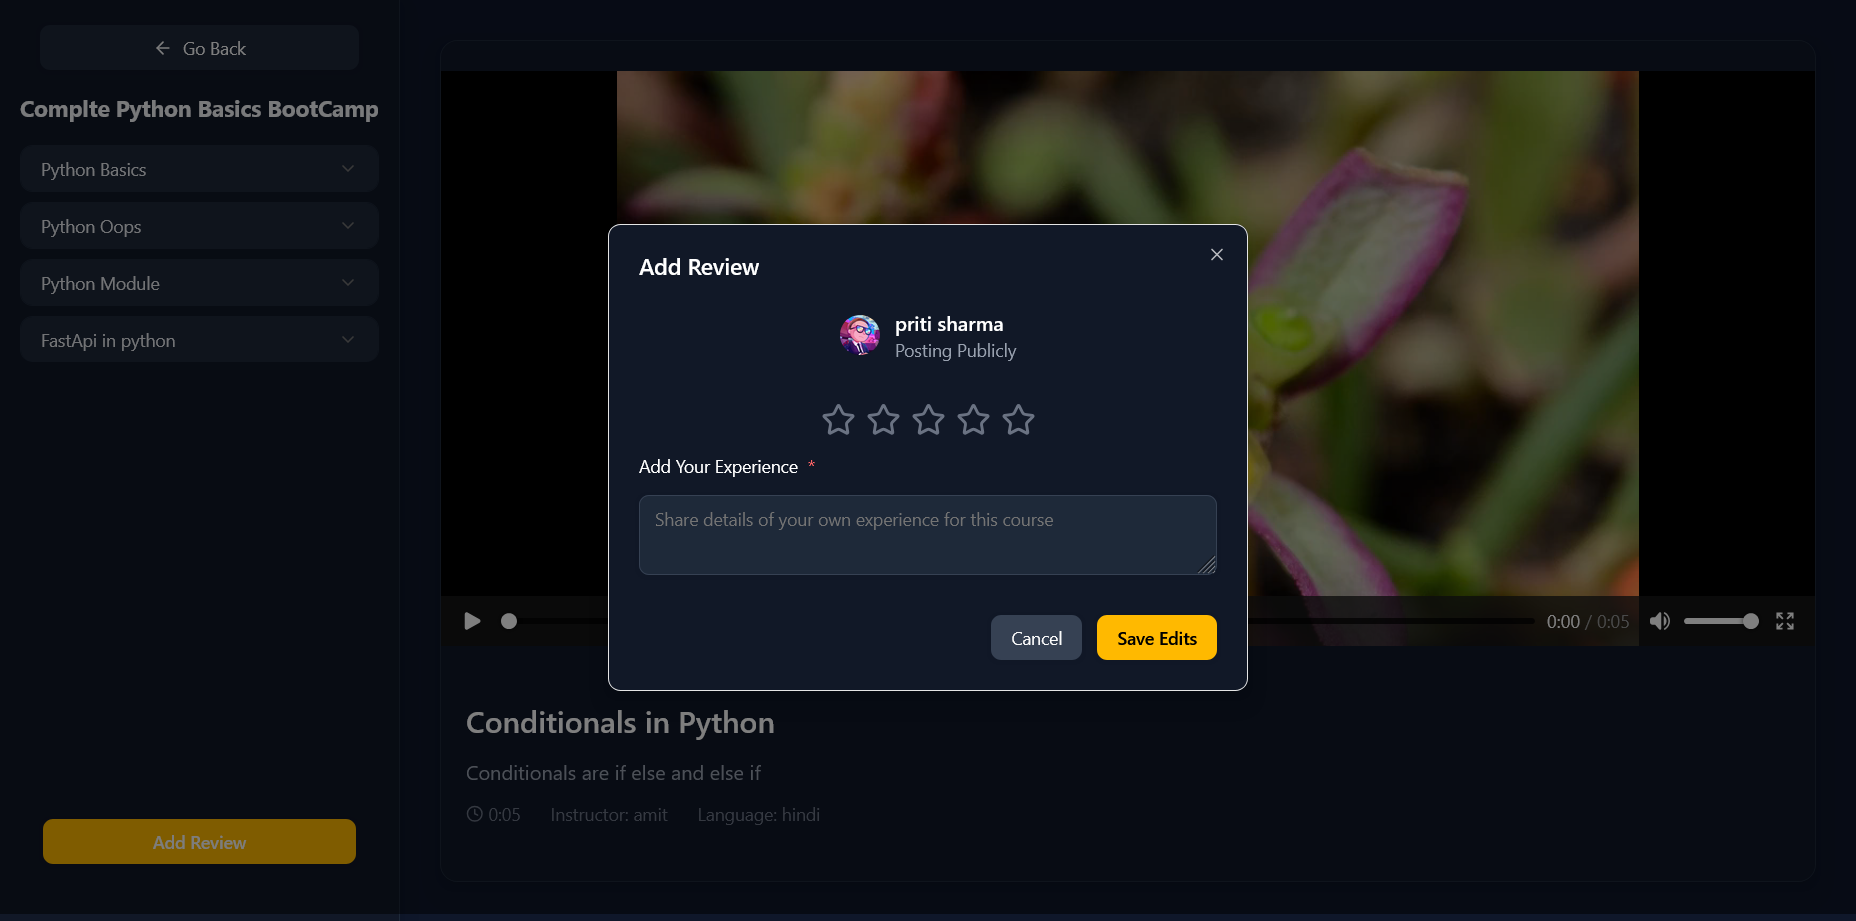 Go Back
Complte Python Basics BootCamp
Python Basics
Python Oops
Python Module
FastApi in python
Add Review
Add Review
priti sharma
Posting Publicly
Add Your Experience *
Share details of your own experience for this course
Cancel
Save Edits
0:00 / 0:05
Conditionals in Python
Conditionals are if else and else if
0:05 Instructor: amit Language: hindi